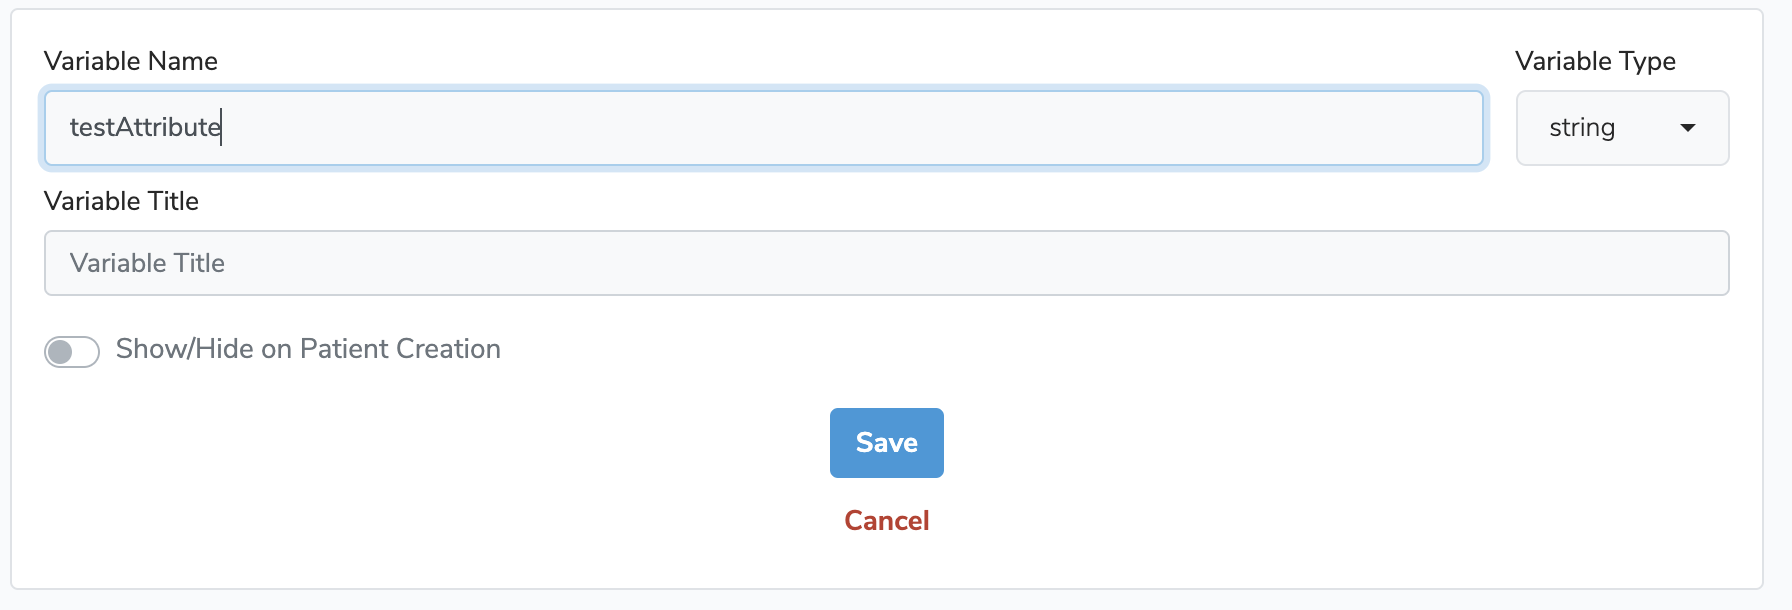 Variable Name
Variable Type
testAttribute
string
Variable Title
Variable Title
Show/Hide on Patient Creation
Save
Cancel